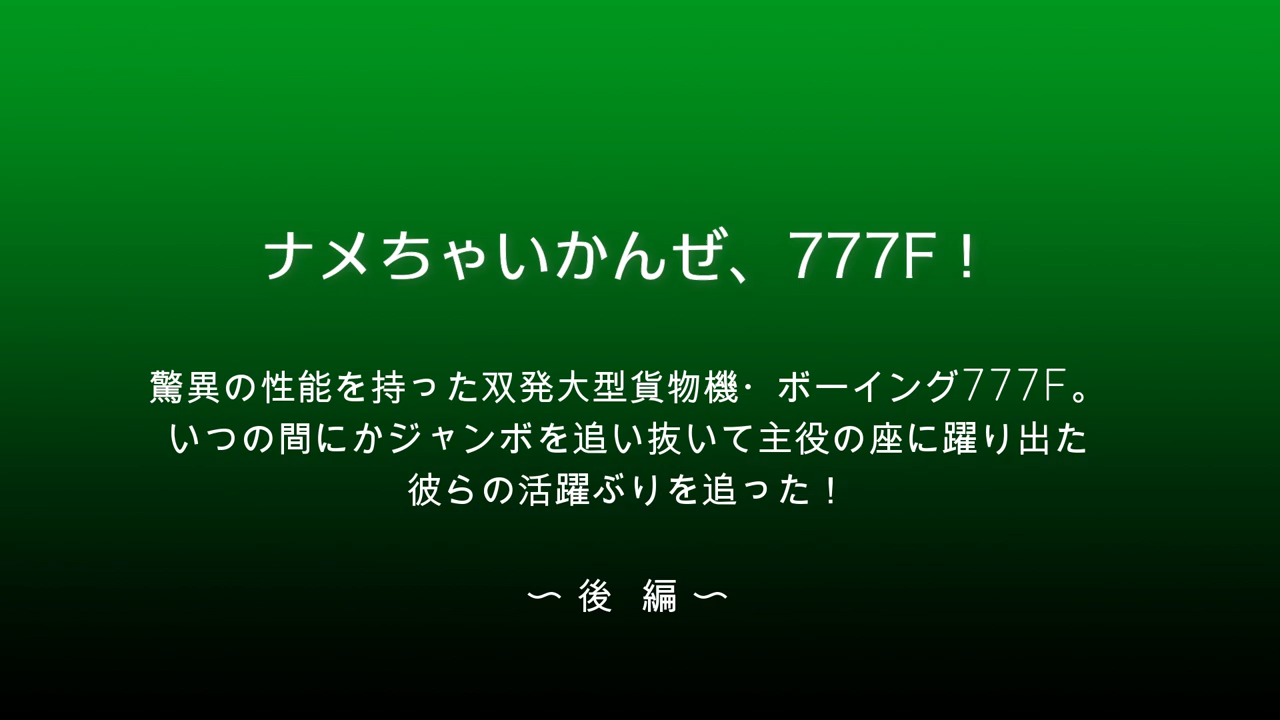 ナメちゃいかんぜ、777F！
驚異の性能を持った双発大型貨物機・ボーイング777F。
いつの間にかジャンボを追い抜いて主役の座に躍り出た
彼らの活躍ぶりを追った！
〜後 編〜